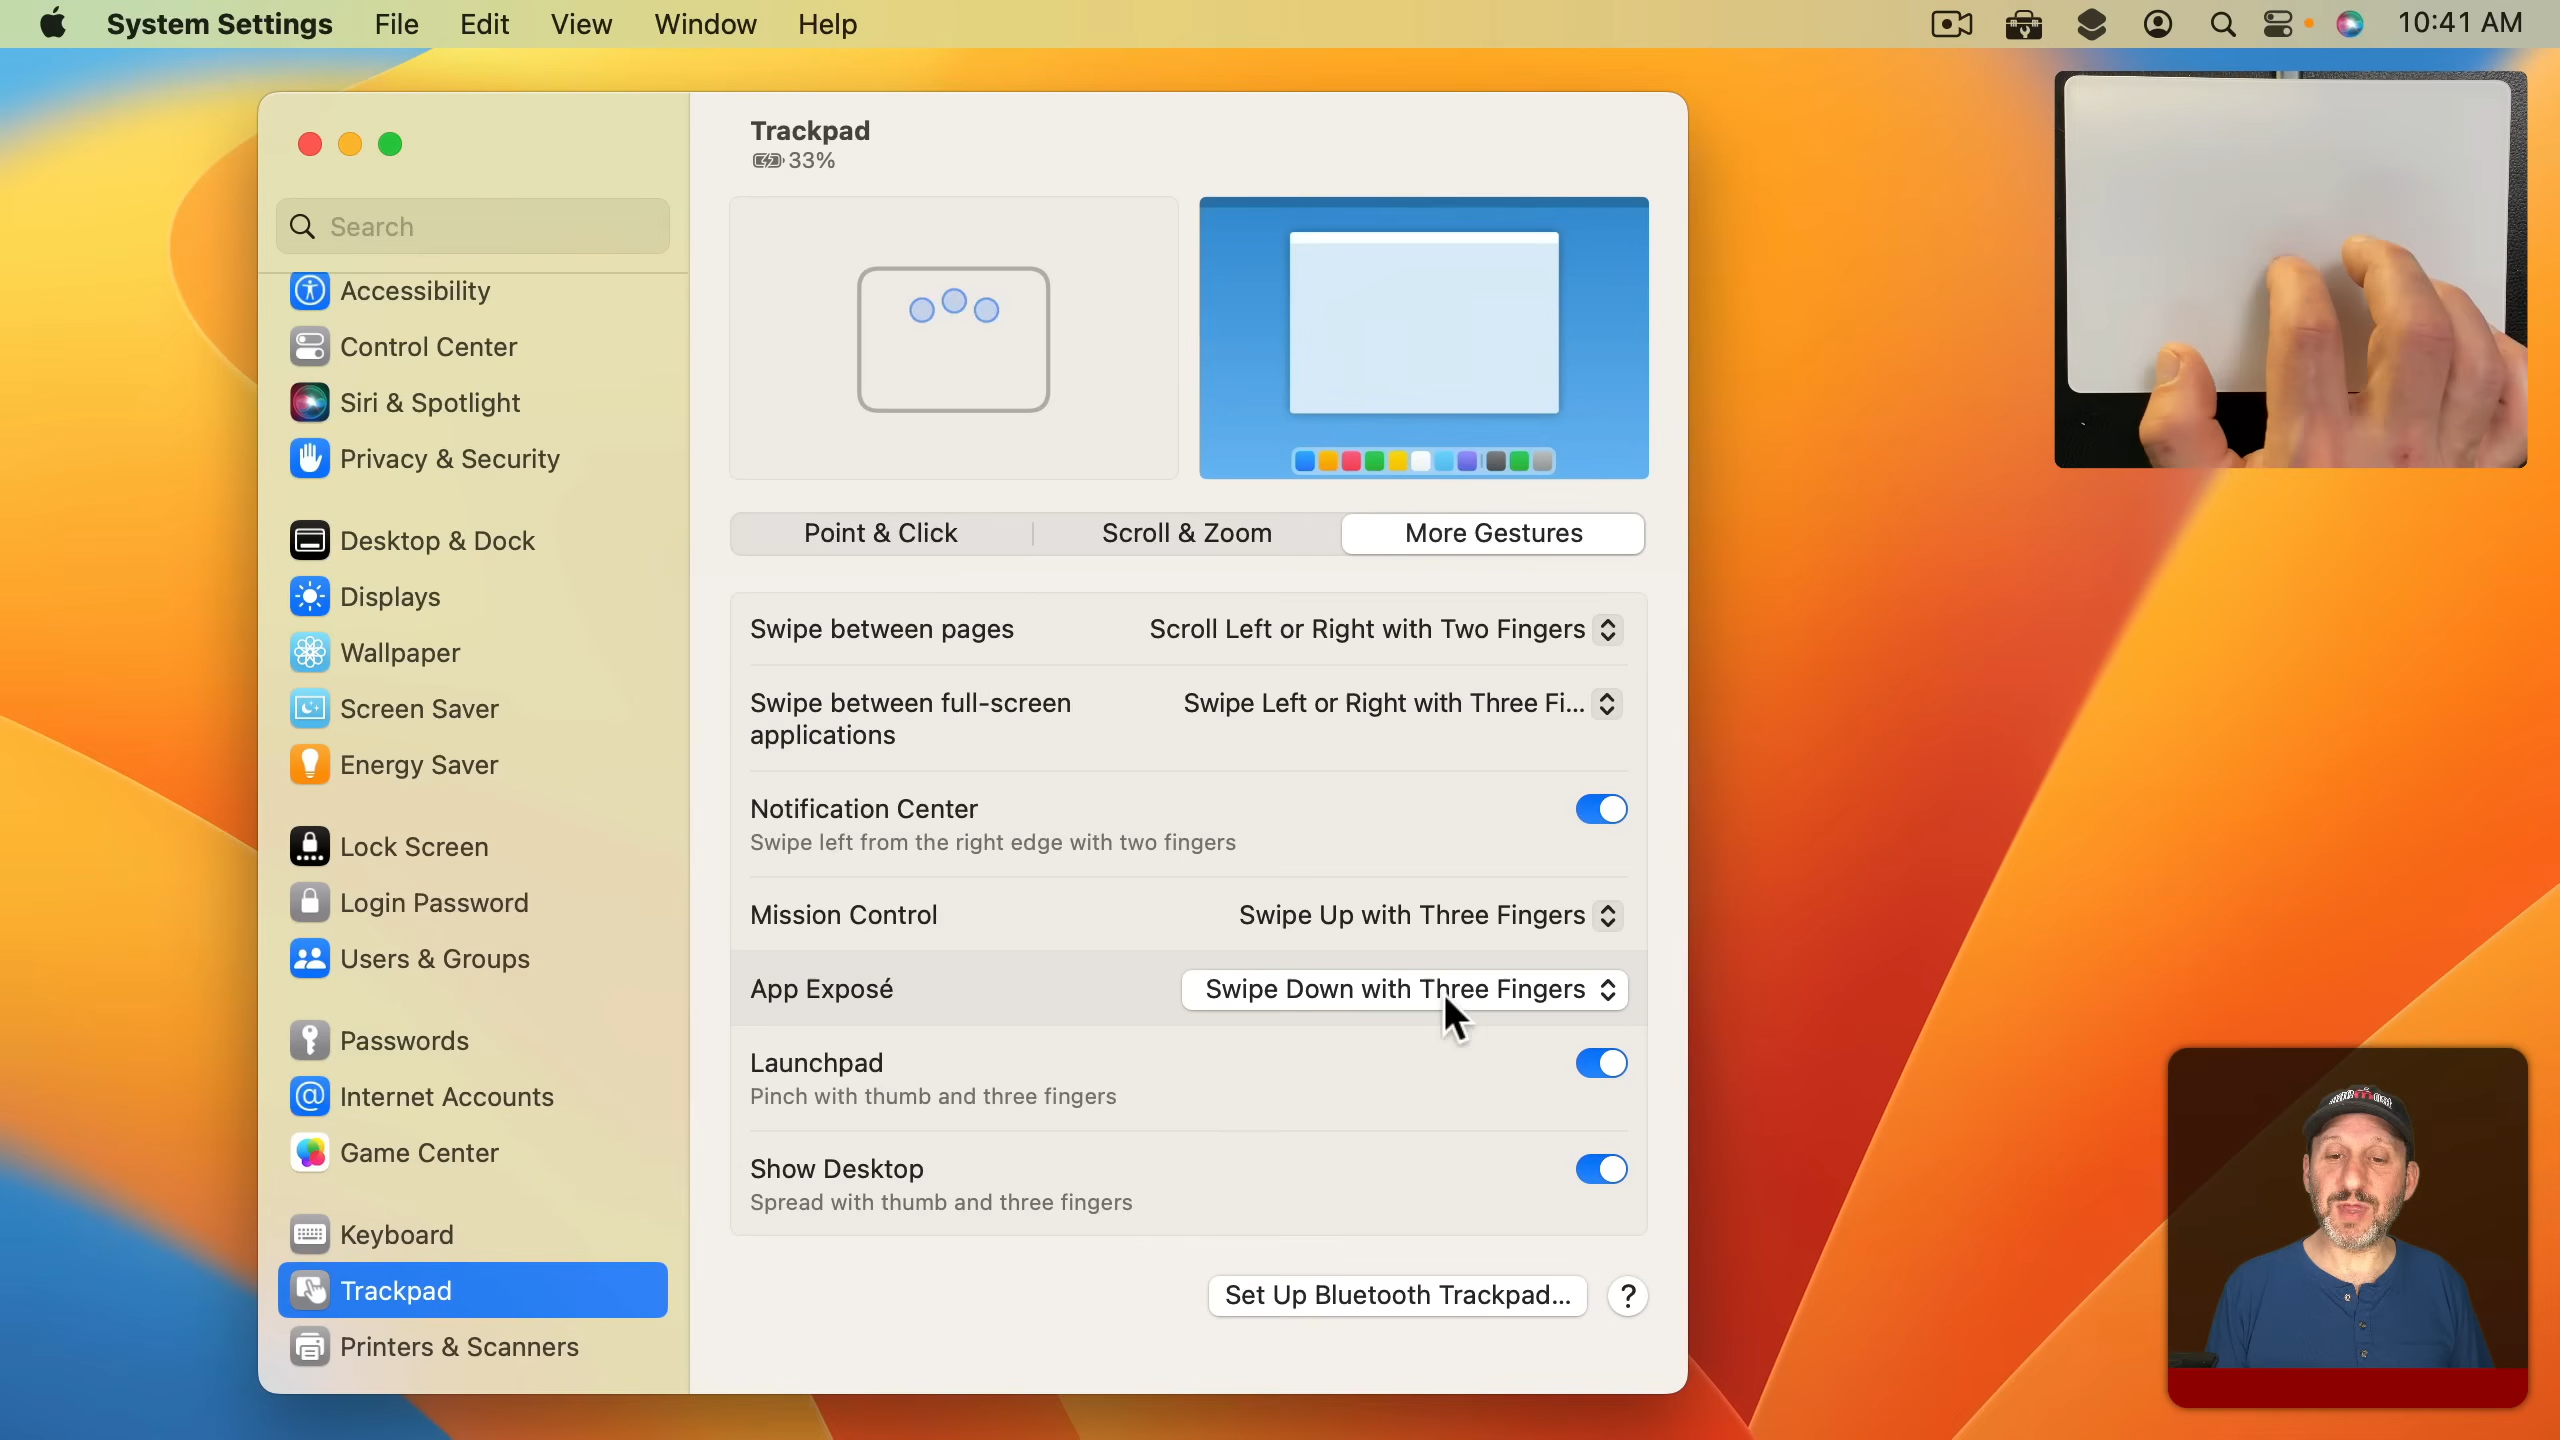 System Settings File Edit View Window Help 10:41 AM
Trackpad
33%
Search
Accessibility
Control Center
Siri & Spotlight
Privacy & Security
Desktop & Dock
Displays
Wallpaper
Screen Saver
Energy Saver
Lock Screen
Login Password
Users & Groups
Passwords
Internet Accounts
Game Center
Keyboard
Trackpad
Printers & Scanners
Point & Click Scroll & Zoom More Gestures
Swipe between pages Scroll Left or Right with Two Fingers
Swipe between full-screen Swipe Left or Right with Three Fi...
applications
Notification Center
Swipe left from the right edge with two fingers
Mission Control Swipe Up with Three Fingers
App Exposé Swipe Down with Three Fingers
Launchpad
Pinch with thumb and three fingers
Show Desktop
Spread with thumb and three fingers
Set Up Bluetooth Trackpad... ?